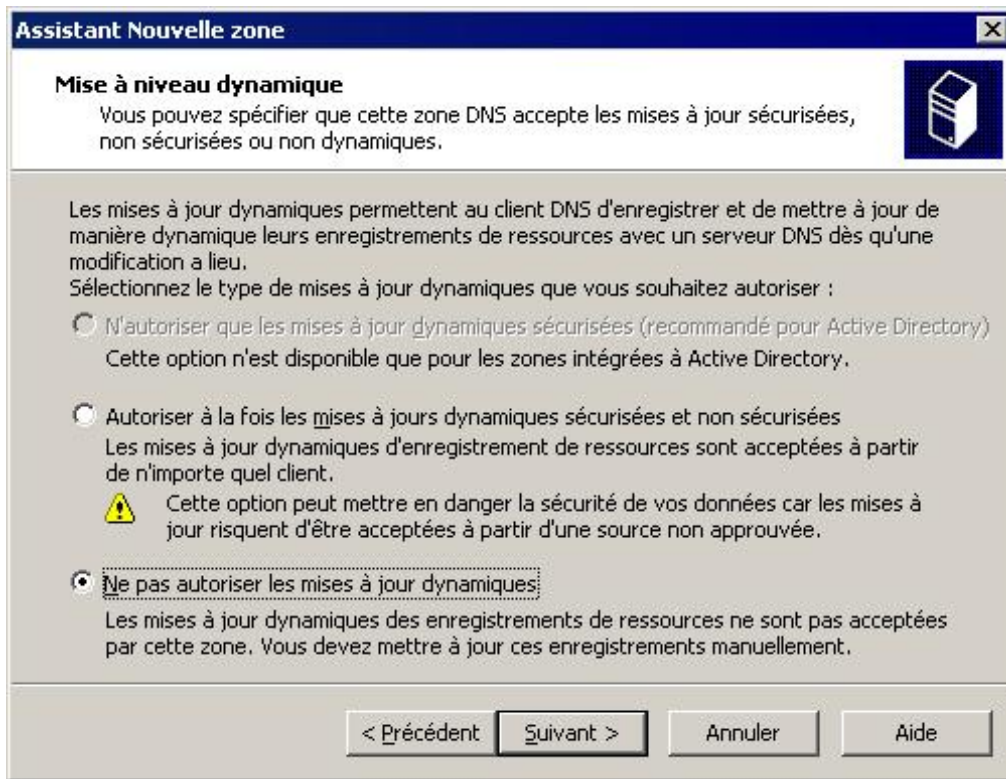 Assistant Nouvelle zone
Mise à niveau dynamique
Vous pouvez spécifier que cette zone DNS accepte les mises à jour sécurisées,
non sécurisées ou non dynamiques.
Les mises à jour dynamiques permettent au client DNS d'enregistrer et de mettre à jour de
manière dynamique leurs enregistrements de ressources avec un serveur DNS dès qu'une
modification a lieu.
Sélectionnez le type de mises à jour dynamiques que vous souhaitez autoriser :
N'autoriser que les mises à jour dynamiques sécurisées (recommandé pour Active Directory)
Cette option n'est disponible que pour les zones intégrées à Active Directory.
Autoriser à la fois les mises à jours dynamiques sécurisées et non sécurisées
Les mises à jour dynamiques d'enregistrement de ressources sont acceptées à partir
de n'importe quel client.
Cette option peut mettre en danger la sécurité de vos données car les mises à
jour risquent d'être acceptées à partir d'une source non approuvée.
Ne pas autoriser les mises à jour dynamiques
Les mises à jour dynamiques des enregistrements de ressources ne sont pas acceptées
par cette zone. Vous devez mettre à jour ces enregistrements manuellement.
< Précédent Suivant > Annuler Aide